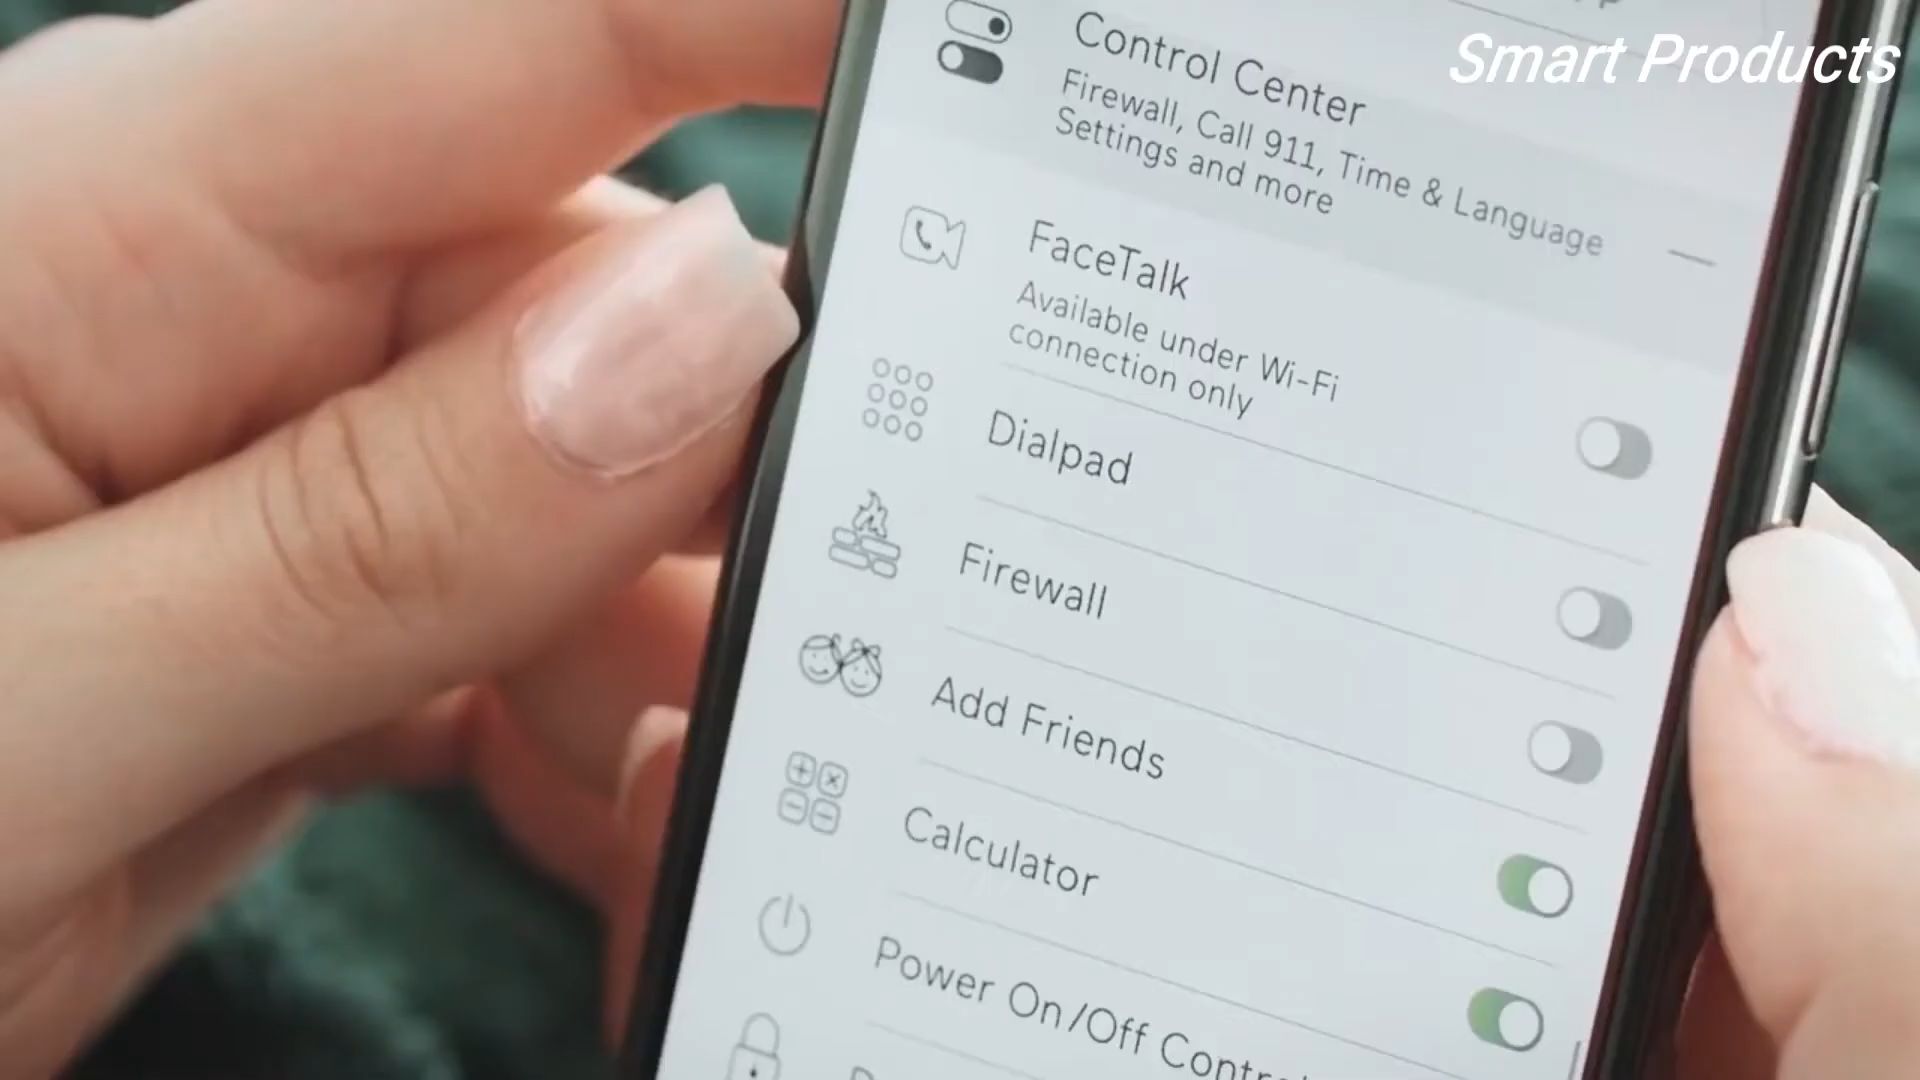 Smart Products
Control Center
Firewall, Call 911, Time & Language
Settings and more
FaceTalk
Available under Wi-Fi
connection only
Dialpad
Firewall
Add Friends
Calculator
Power On/Off